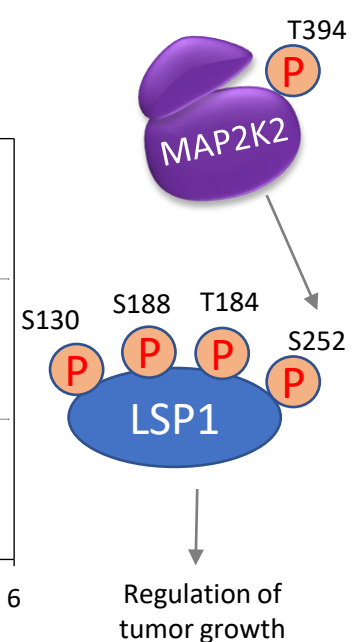 T394
P
MAP2K2
S130
S188
T184
S252
P
P
P
P
LSP1
6
Regulation of
tumor growth